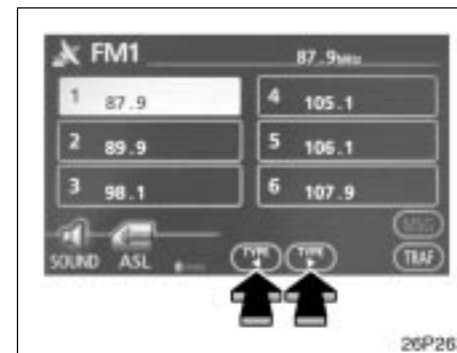 FM1 87.9MHz
1 87.9
2 89.9
3 98.1
4 105.1
5 106.1
6 107.9
MSG
SOUND ASL TYPE TYPE TRAF
26P26